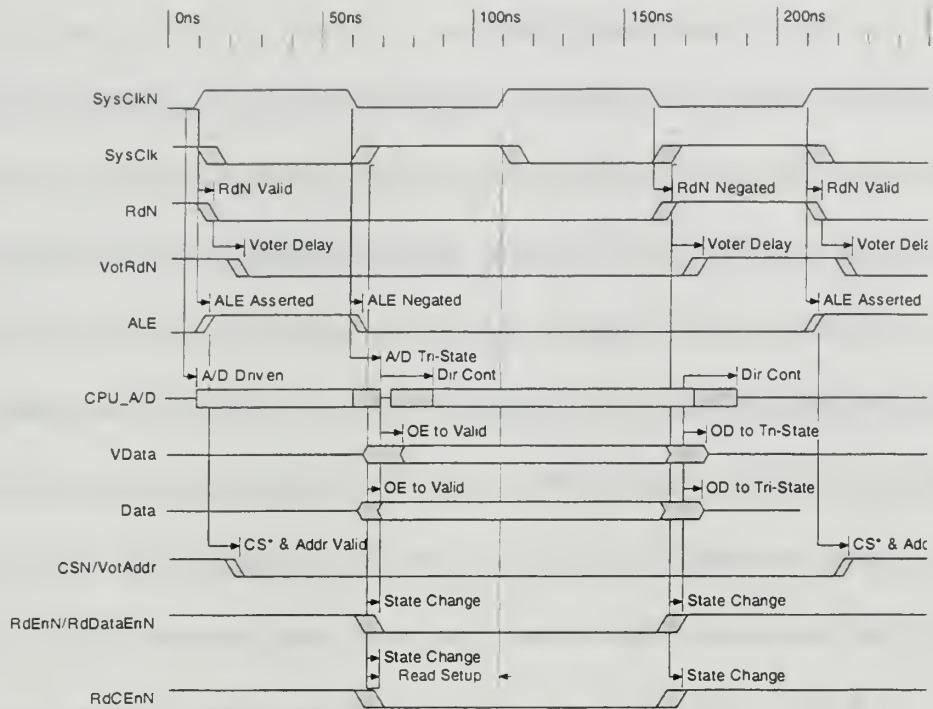 0ns 50ns 100ns 200ns
SysClkN
SysClk
RdN Valid RdN Negated RdN Valid
RdN
Voter Delay Voter Delay Voter Dela
VotRdN
ALE Asserted ALE Negated ALE Asserted
ALE
A/D Tri-State
A/D Driven Dir Cont Dir Cont
CPU_A/D
OE to Valid OD to Tri-State
VData
OE to Valid OD to Tri-State
Data
CS* & Addr Valid CS* & Add
CSN/VotAddr
State Change State Change
RdEnN/RdDataEnN
State Change
Read Setup State Change
RdCEnN